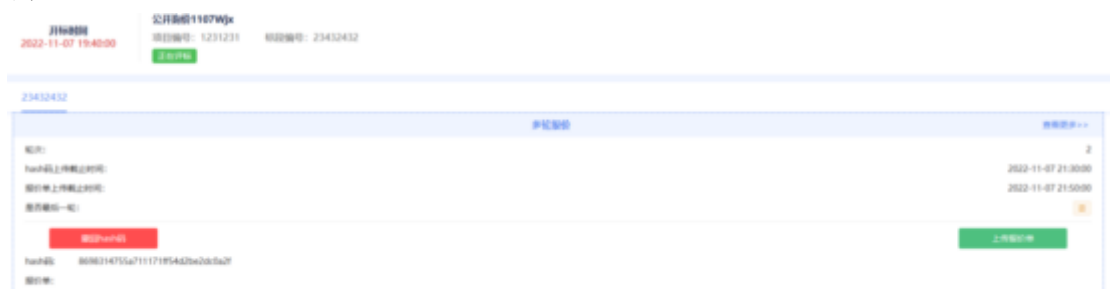 公开询价1107Wjx
开标时间
2022-11-07 19:40:00
项目编号：1231231 标段编号：23432432
正在开标
23432432
多轮报价 查看更多>>
轮次： 2
hash码上传截止时间： 2022-11-07 21:30:00
报价单上传截止时间： 2022-11-07 21:50:00
是否最后一轮：
撤回hash码 上传报价单
hash码:
报价单: